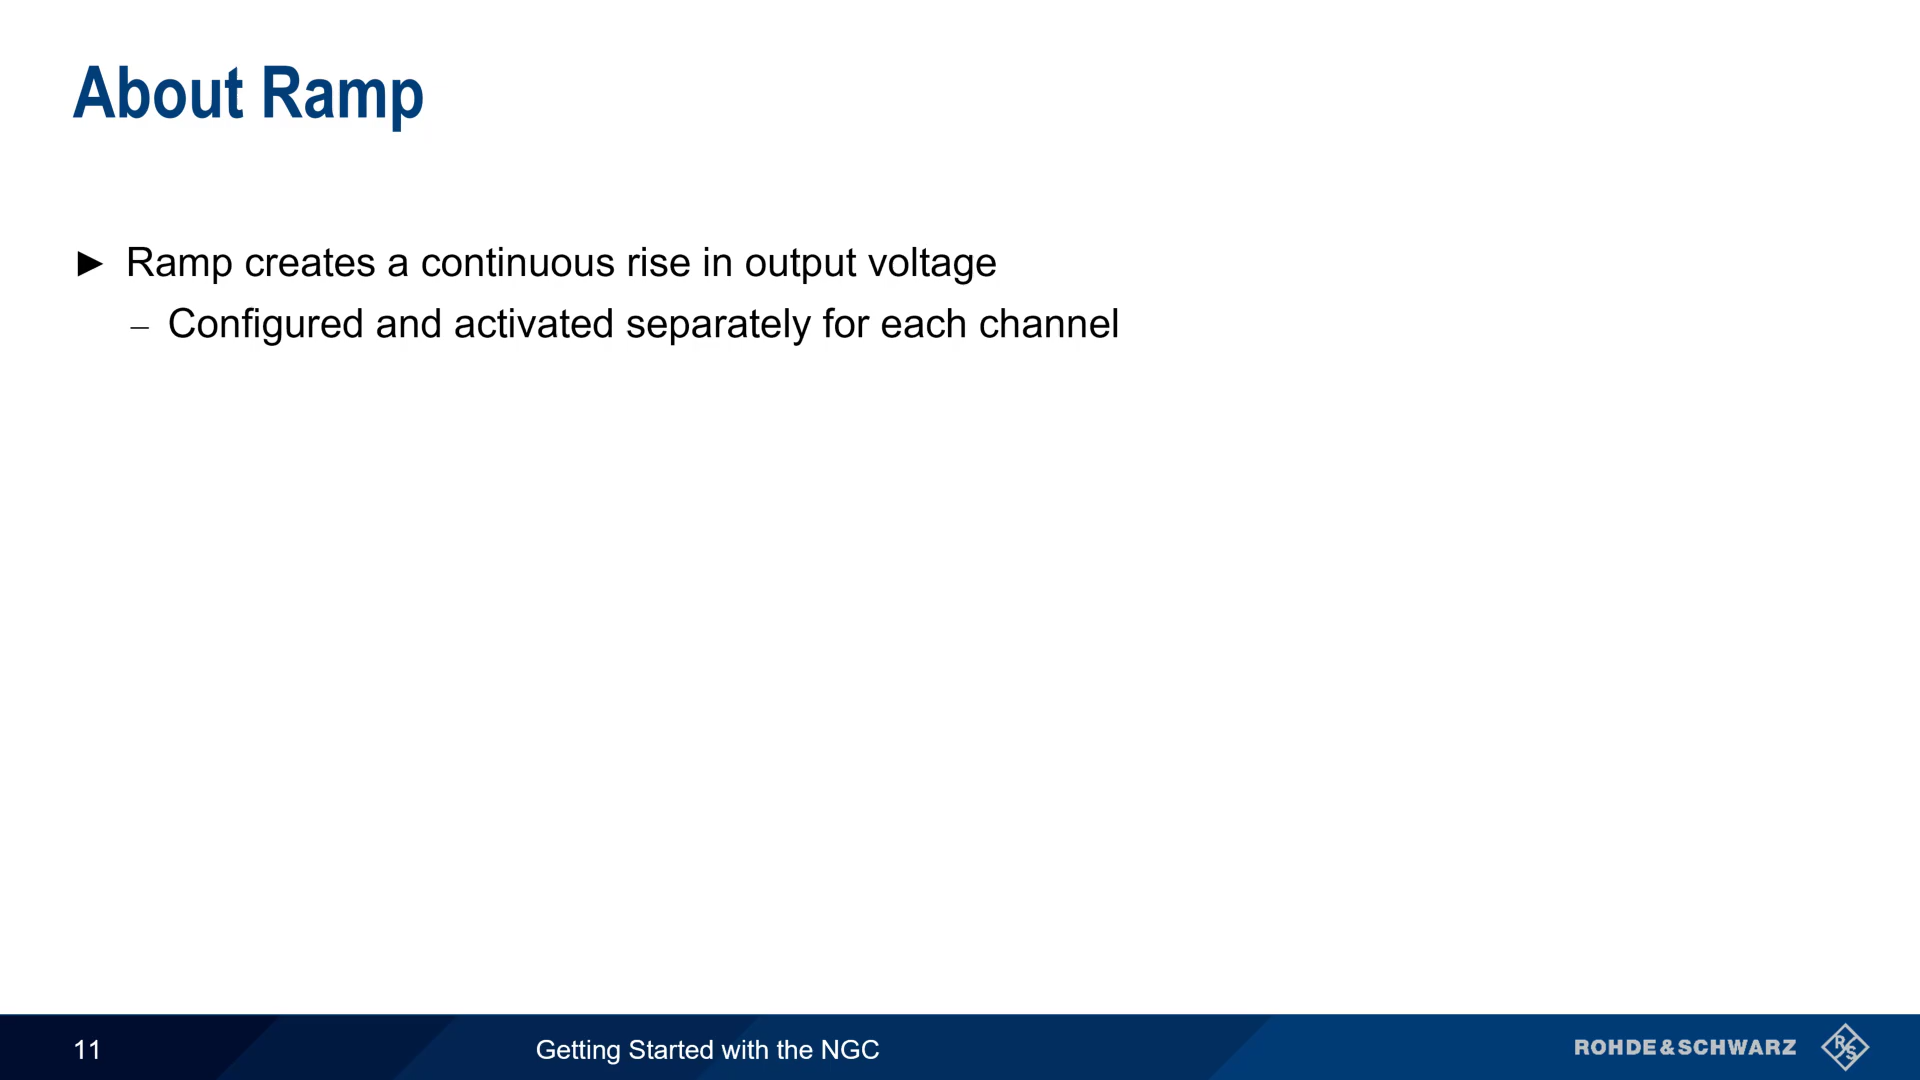 About Ramp
► Ramp creates a continuous rise in output voltage
– Configured and activated separately for each channel
11
Getting Started with the NGC
ROHDE&SCHWARZ
R&S